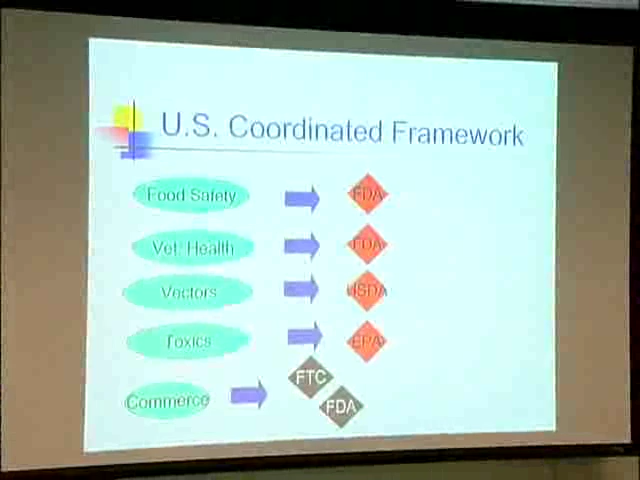 U.S. Coordinated Framework
Food Safety FDA
Vet. Health FDA
Vectors USDA
Toxics EPA
FTC
Commerce FDA